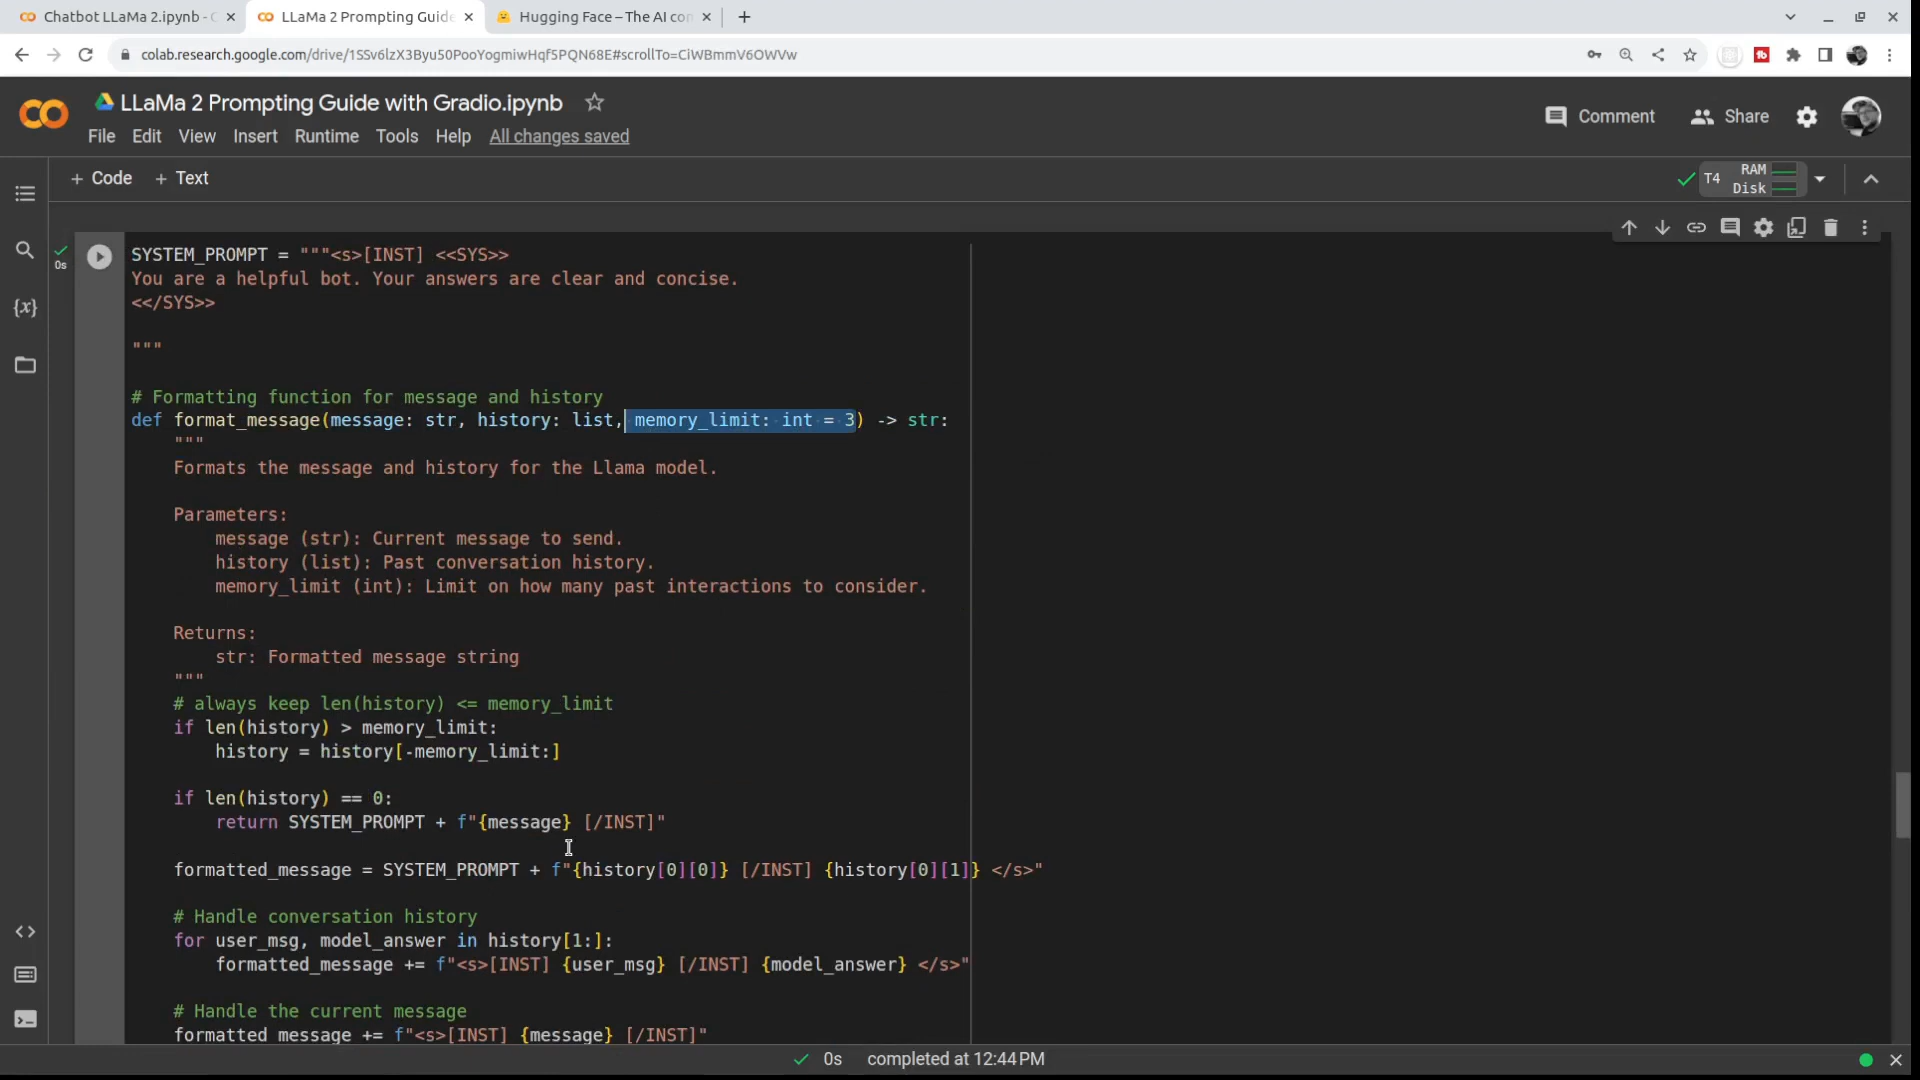 Chatbot LLaMa 2.ipynb - C
LLaMa 2 Prompting Guide
Hugging Face – The AI con
colab.research.google.com/drive/1SSv6lzX3Byu50PooYogmiwHqf5PQN68E#scrollTo=CiWBmmV6OWVw
LLaMa 2 Prompting Guide with Gradio.ipynb
Comment
Share
File Edit View Insert Runtime Tools Help All changes saved
+ Code + Text
T4 RAM
Disk
0s
SYSTEM_PROMPT = """<s>[INST] <<SYS>>
You are a helpful bot. Your answers are clear and concise.
<</SYS>>
"""
# Formatting function for message and history
def format_message(message: str, history: list, memory_limit: int = 3) -> str:
"""
Formats the message and history for the Llama model.
Parameters:
message (str): Current message to send.
history (list): Past conversation history.
memory_limit (int): Limit on how many past interactions to consider.
Returns:
str: Formatted message string
"""
# always keep len(history) <= memory_limit
if len(history) > memory_limit:
history = history[-memory_limit:]
if len(history) == 0:
return SYSTEM_PROMPT + f"{message} [/INST]"
formatted_message = SYSTEM_PROMPT + f"{history[0][0]} [/INST] {history[0][1]} </s>"
# Handle conversation history
for user_msg, model_answer in history[1:]:
formatted_message += f"<s>[INST] {user_msg} [/INST] {model_answer} </s>"
# Handle the current message
formatted message += f"<s>[INST] {message} [/INST]"
0s completed at 12:44 PM